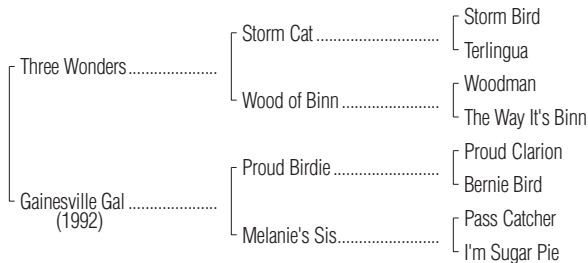 Storm Bird
Storm Cat
Terlingua
Three Wonders
Woodman
Wood of Binn
The Way It's Binn
Proud Clarion
Proud Birdie
Bernie Bird
Gainesville Gal
(1992)
Pass Catcher
Melanie's Sis
I'm Sugar Pie